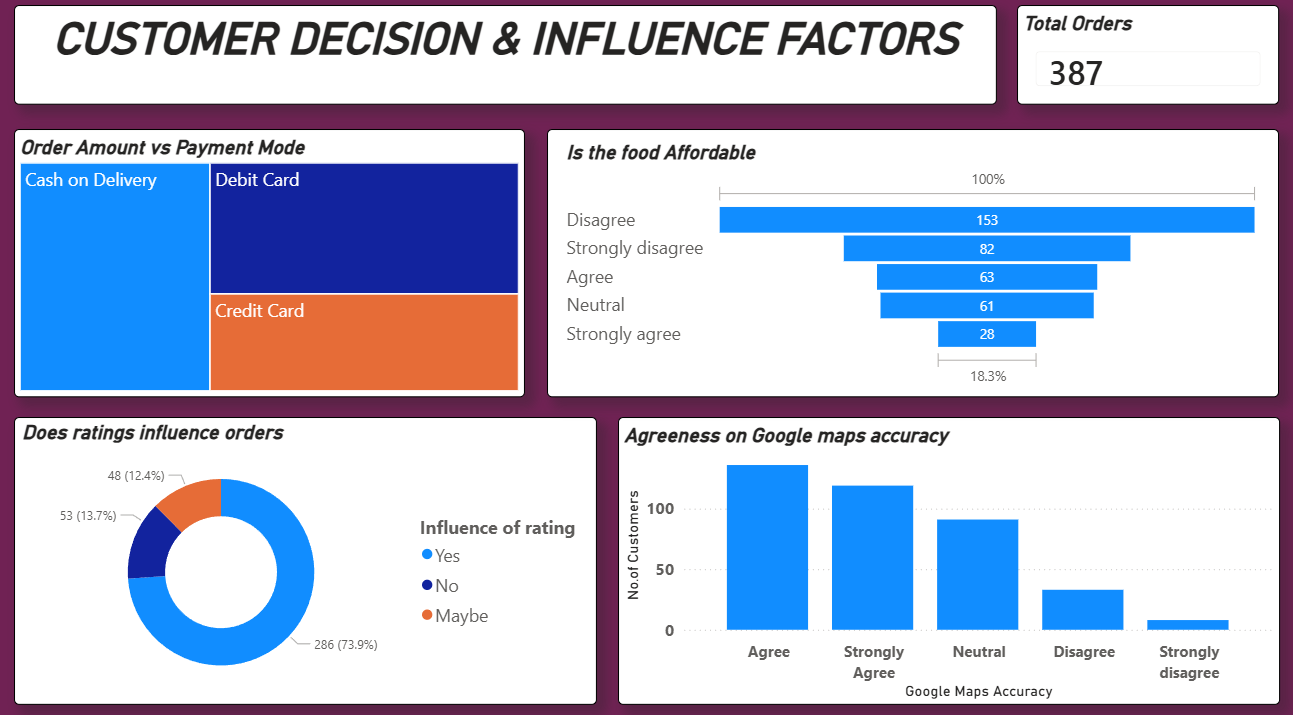 CUSTOMER DECISION & INFLUENCE FACTORS
Total Orders
387
Order Amount vs Payment Mode
Cash on Delivery
Debit Card
Credit Card
Is the food Affordable
100%
Disagree
153
Strongly disagree
82
Agree
63
Neutral
61
Strongly agree
28
18.3%
Does ratings influence orders
48 (12.4%)
53 (13.7%)
286 (73.9%)
Influence of rating
Yes
No
Maybe
Agreeness on Google maps accuracy
No.of Customers
100
50
0
Agree
Strongly
Agree
Neutral
Disagree
Strongly
disagree
Google Maps Accuracy